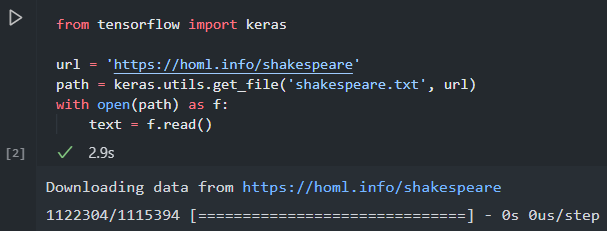 from tensorflow import keras
url = 'https://homl.info/shakespeare'
path = keras.utils.get_file('shakespeare.txt', url)
with open(path) as f:
    text = f.read()
[2]
2.9s
Downloading data from https://homl.info/shakespeare
1122304/1115394 [==============================] - 0s 0us/step